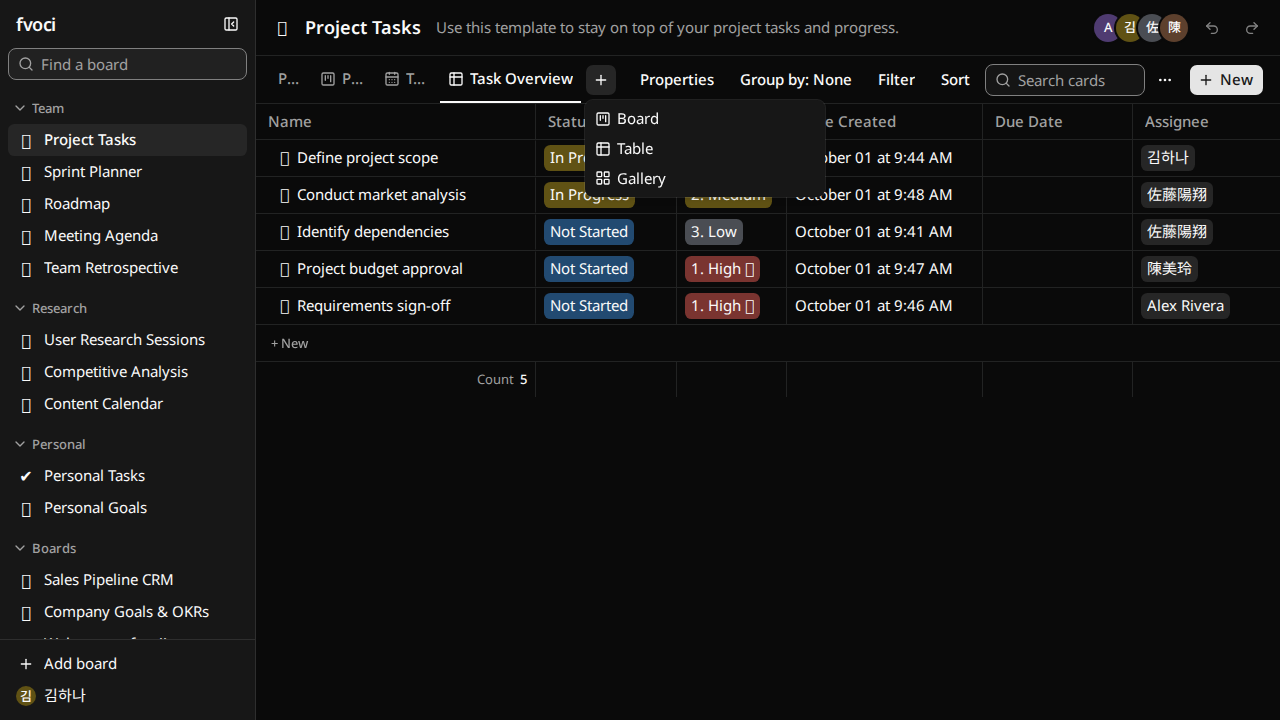 fvoci
Find a board
Team
Project Tasks
Sprint Planner
Roadmap
Meeting Agenda
Team Retrospective
Research
User Research Sessions
Competitive Analysis
Content Calendar
Personal
✔ Personal Tasks
Personal Goals
Boards
Sales Pipeline CRM
Company Goals & OKRs
Add board
김 김하나
Project Tasks Use this template to stay on top of your project tasks and progress.
A 김 佐 陳
P... P... T... Task Overview Properties Group by: None Filter Sort Search cards New
Board
Table
Gallery
Name Created Due Date Assignee
Define project scope 9:44 AM 김하나
Conduct market analysis In Progress 2. Medium October 01 at 9:48 AM 佐藤陽翔
Identify dependencies Not Started 3. Low October 01 at 9:41 AM 佐藤陽翔
Project budget approval Not Started 1. High October 01 at 9:47 AM 陳美玲
Requirements sign-off Not Started 1. High October 01 at 9:46 AM Alex Rivera
+ New
Count 5